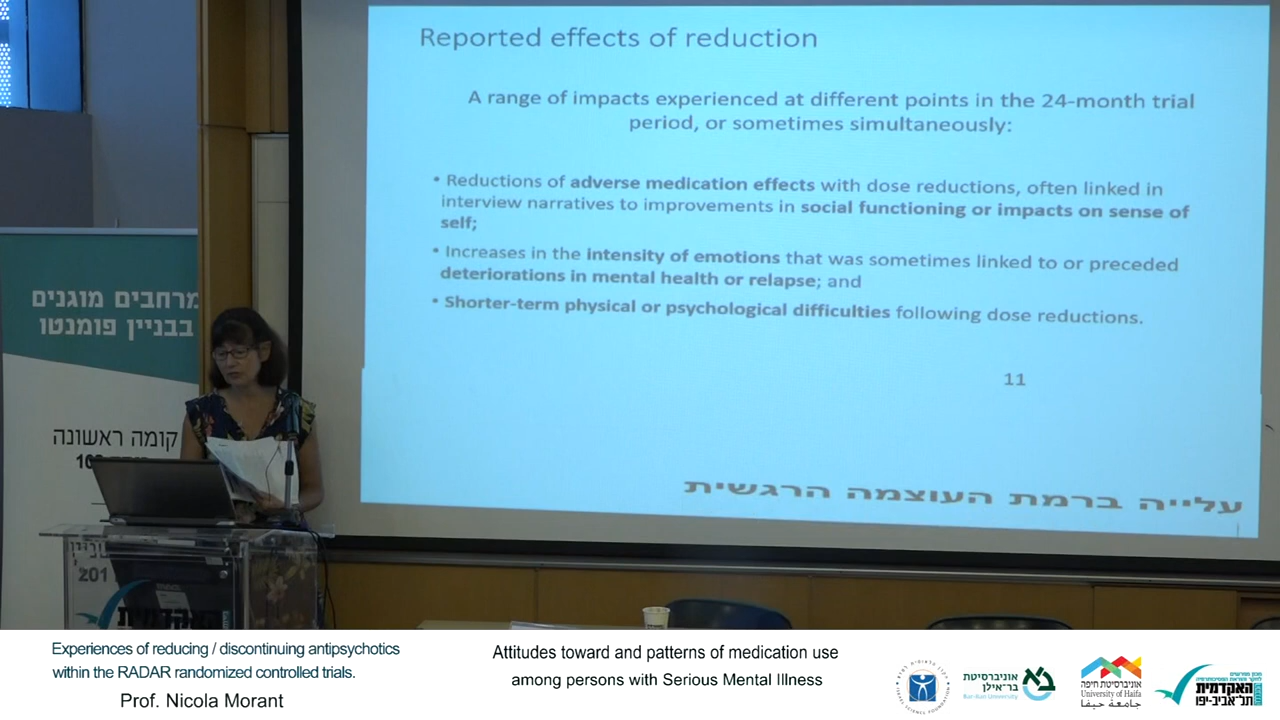 Reported effects of reduction
A range of impacts experienced at different points in the 24-month trial
period, or sometimes simultaneously:
• Reductions of adverse medication effects with dose reductions, often linked in
interview narratives to improvements in social functioning or impacts on sense of
self;
• Increases in the intensity of emotions that was sometimes linked to or preceded
deteriorations in mental health or relapse; and
• Shorter-term physical or psychological difficulties following dose reductions.
11
עלייה ברמת העוצמה הרגשית
מרחבים מוגנים
בבניין פומנטו
קומה ראשונה
201
האקדמית
Experiences of reducing / discontinuing antipsychotics
within the RADAR randomized controlled trials.
Prof. Nicola Morant
Attitudes toward and patterns of medication use
among persons with Serious Mental Illness
אוניברסיטת
בר־אילן
Bar-Ilan University
אוניברסיטת חיפה
University of Haifa
جامعة حيفا
האקדמית
תל־אביב-יפו